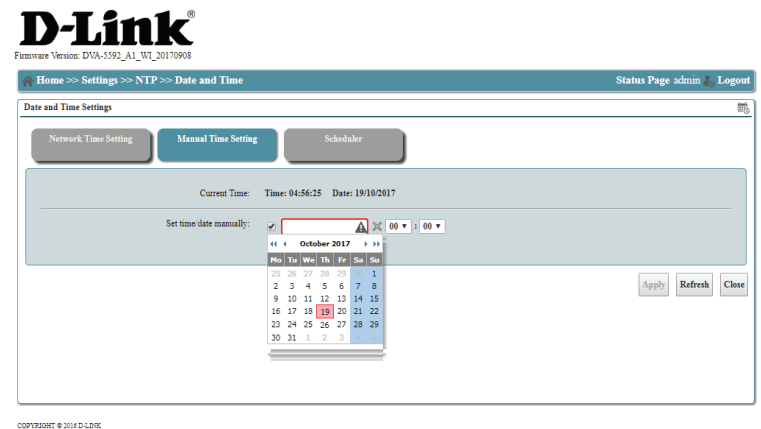 D-Link®
Firmware Version: DVA-5592_A1_WI_20170908
Home >> Settings >> NTP >> Date and Time
Status Page admin Logout
Date and Time Settings
Network Time Setting Manual Time Setting Scheduler
Current Time: Time: 04:56:25 Date: 19/10/2017
Set time/date manually: 00 : 00
October 2017
Mo Tu We Th Fr Sa Su
25 26 27 28 29 30 1
2 3 4 5 6 7 8
9 10 11 12 13 14 15
16 17 18 19 20 21 22
23 24 25 26 27 28 29
30 31 1 2 3 4 5
Apply Refresh Close
COPYRIGHT © 2016 D-LINK